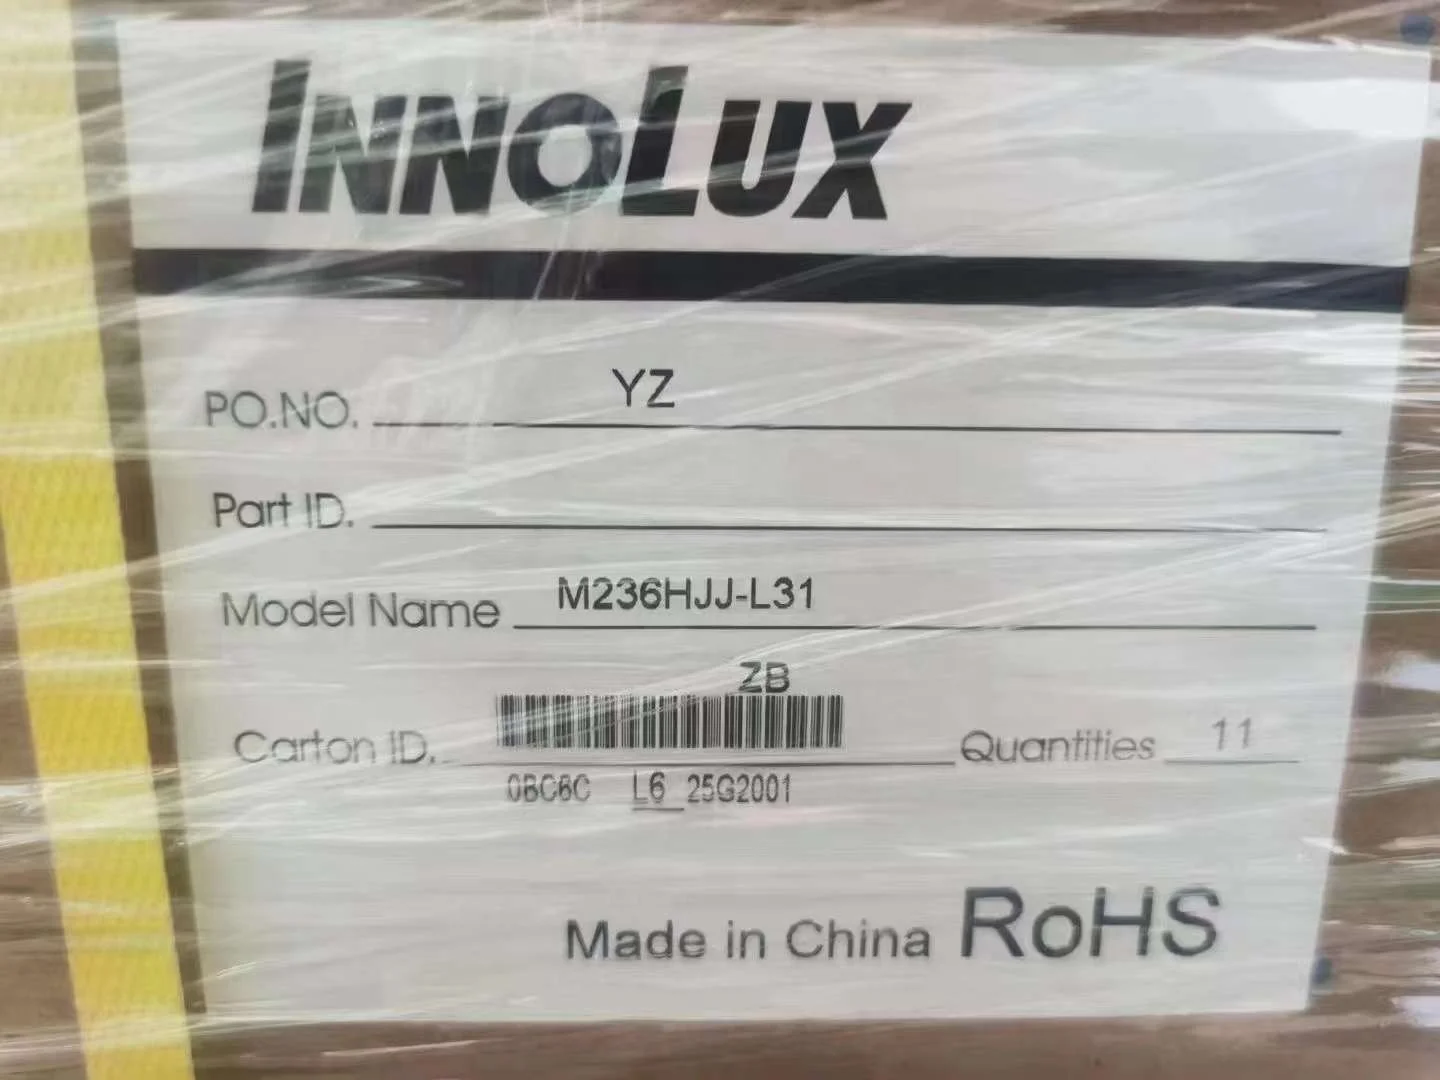 INNOLUX
PO.NO. YZ
Part ID.
Model Name M236HJJ-L31
ZB
Carton ID. Quantities 11
0BC6C L6 25G2001
Made in China RoHS